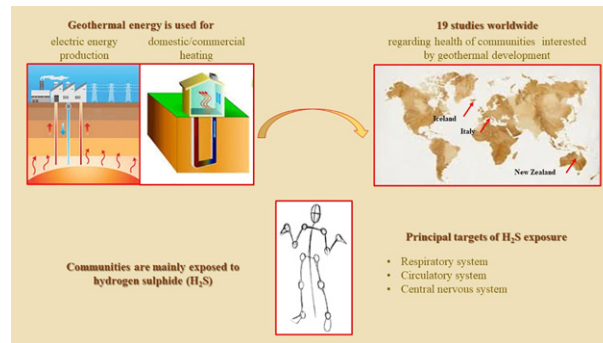 Geothermal energy is used for
electric energy
production
domestic/commercial
heating
19 studies worldwide
regarding health of communities interested
by geothermal development
Iceland
Italy
New Zealand
Communities are mainly exposed to
hydrogen sulphide (H₂S)
Principal targets of H₂S exposure
• Respiratory system
• Circulatory system
• Central nervous system